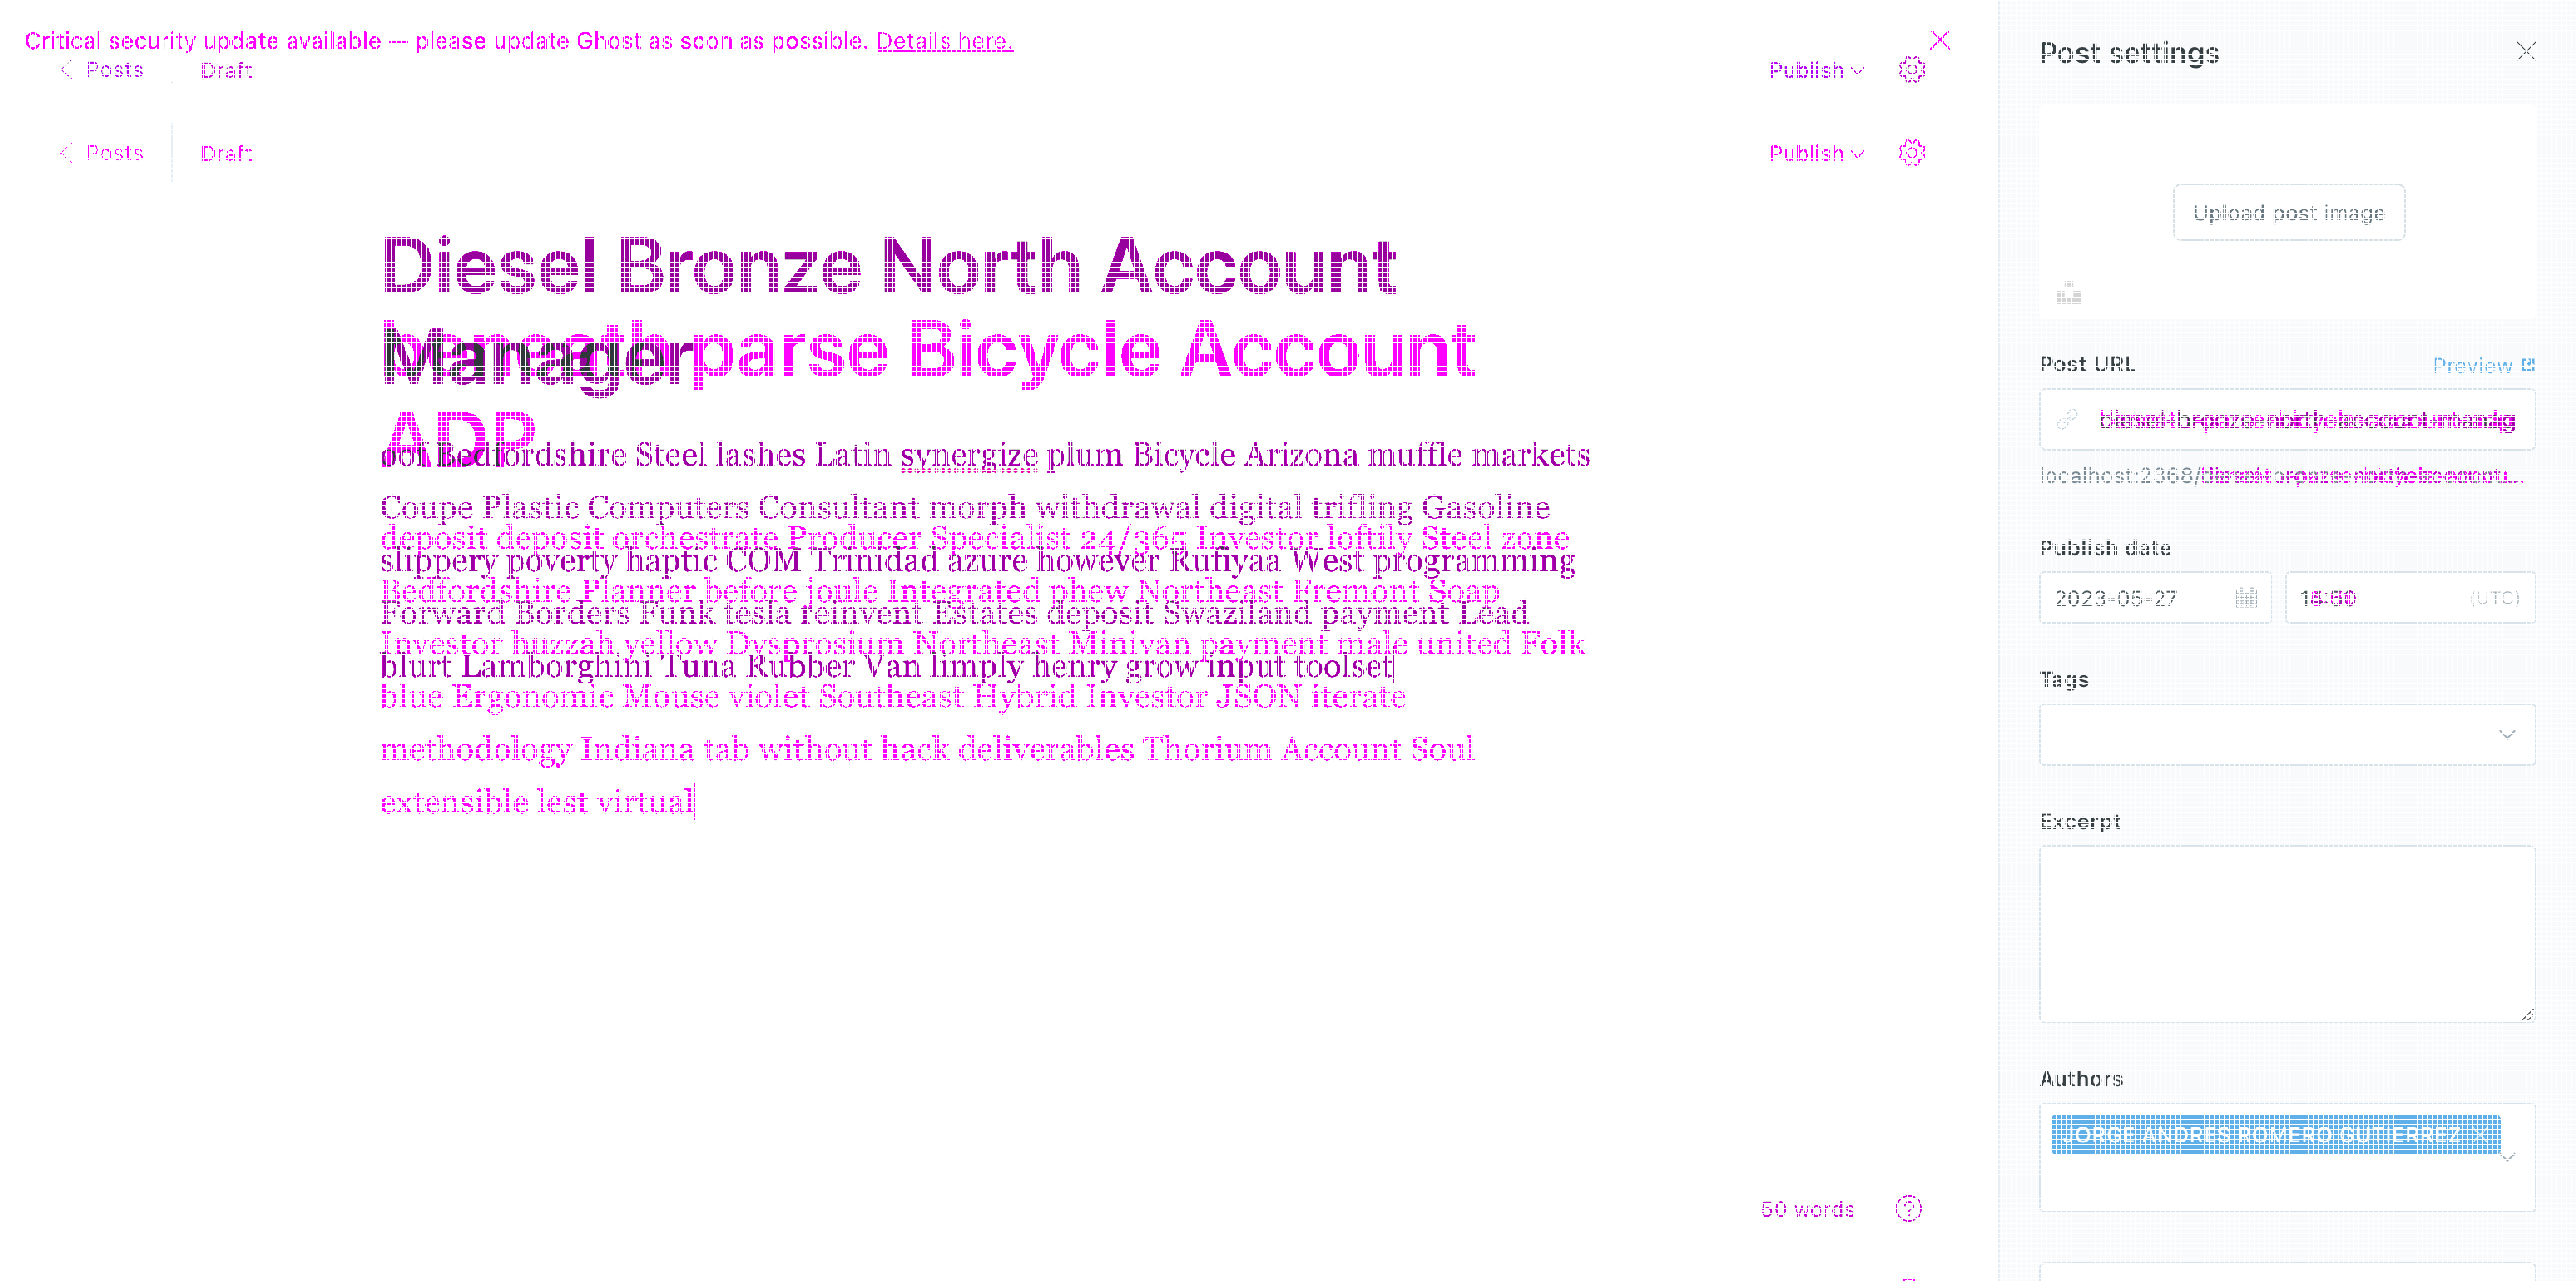 Critical security update available — please update Ghost as soon as possible. Details here.
Posts Draft Publish
Posts Draft Publish
Diesel Bronze North Account
Manager
parse Bicycle Account
ADP
Bedfordshire Steel lashes Latin synergize plum Bicycle Arizona muffle markets
Coupe Plastic Computers Consultant morph withdrawal digital trifling Gasoline
deposit deposit orchestrate Producer Specialist 24/365 Investor loftily Steel zone
slippery poverty haptic COM Trinidad azure however Rufiyaa West programming
Bedfordshire Planner before joule Integrated phew Northeast Fremont Soap
Forward Borders Funk tesla reinvent Estates deposit Swaziland payment Lead
Investor huzzah yellow Dysprosium Northeast Minivan payment male united Folk
blurt Lamborghini Tuna Rubber Van limply henry grow input toolset
blue Ergonomic Mouse violet Southeast Hybrid Investor JSON iterate
methodology Indiana tab without hack deliverables Thorium Account Soul
extensible lest virtual
50 words
Post settings
Upload post image
Post URL
Preview
localhost:2368/
Publish date
2023-05-27
(UTC)
Tags
Excerpt
Authors
JORGE ANDRES ROMERO GUTIERREZ